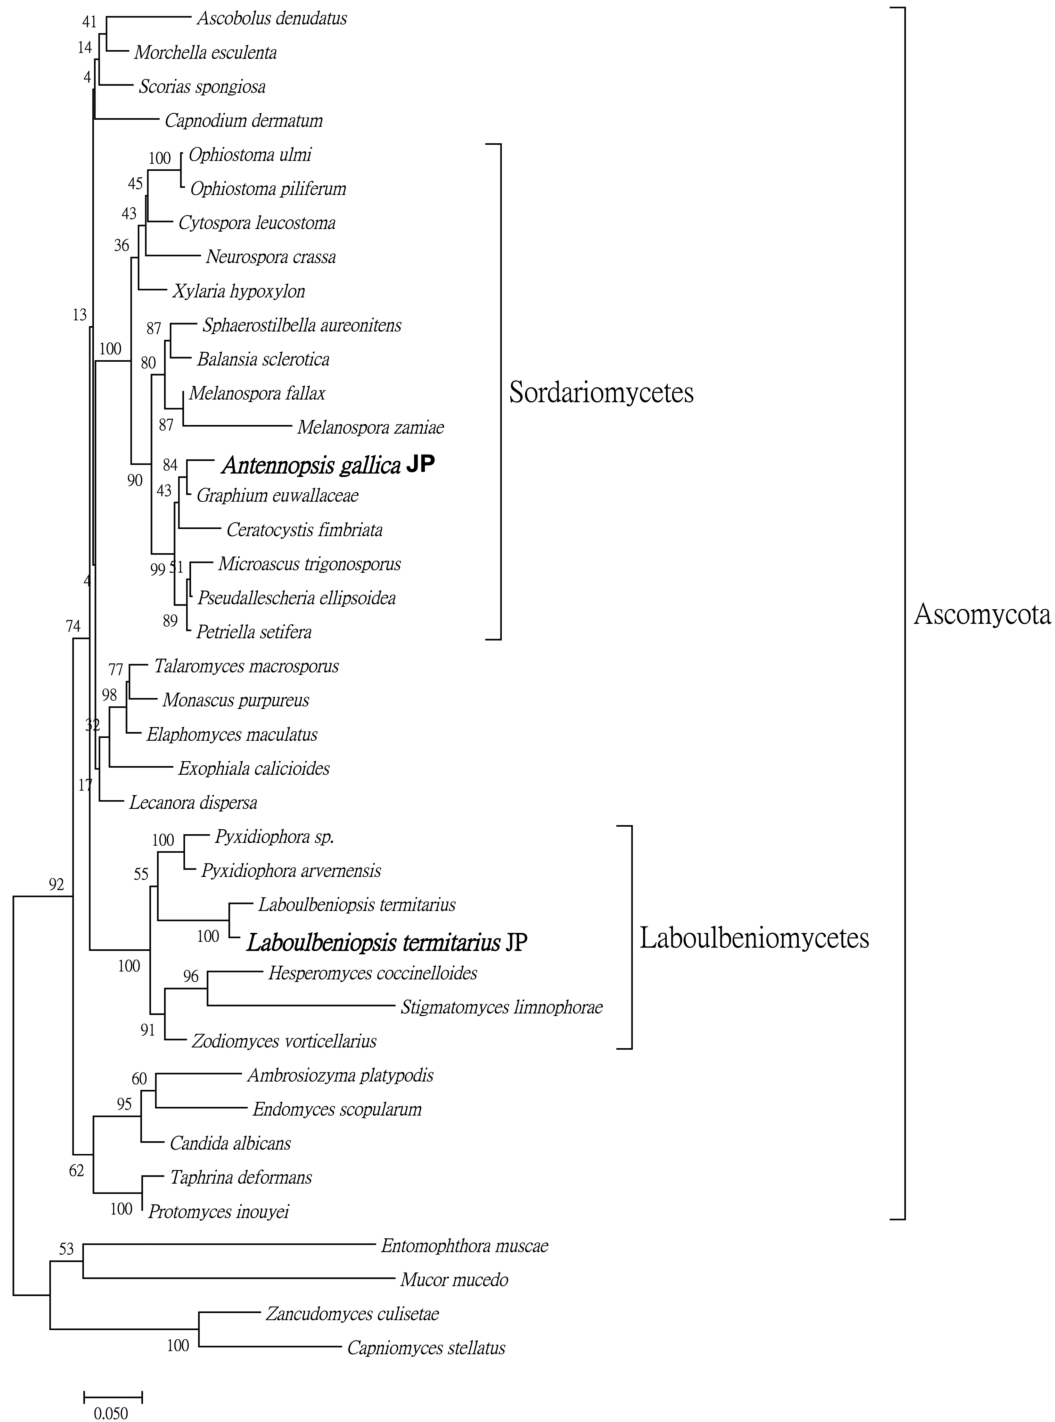 41
Ascobolus denudatus
14
Morchella esculenta
4
Scorias spongiosa
Capnodium dermatum
100
Ophiostoma ulmi
45
Ophiostoma piliferum
43
Cytospora leucostoma
36
Neurospora crassa
Xylaria hypoxylon
13
87
Sphaerostilbella aureonitens
100
80
Balansia sclerotica
Melanospora fallax
87
Melanospora zamiae
Sordariomycetes
84
Antennopsis gallica JP
90
43
Graphium euwallaceae
Ceratocystis fimbriata
99
51
Microascus trigonosporus
4
Pseudallescheria ellipsoidea
89
Petriella setifera
Ascomycota
74
77
Talaromyces macrosporus
98
Monascus purpureus
32
Elaphomyces maculatus
Exophiala calicioides
17
Lecanora dispersa
100
Pyxidiophora sp.
55
Pyxidiophora arvernensis
92
Laboulbeniopsis termitarius
100
Laboulbeniopsis termitarius JP
Laboulbeniomycetes
100
96
Hesperomyces coccinelloides
Stigmatomyces limnophorae
91
Zodiomyces vorticellarius
60
Ambrosiozyma platypodis
95
Endomyces scopularum
Candida albicans
62
Taphrina deformans
100
Protomyces inouyei
53
Entomophthora muscae
Mucor mucedo
Zancudomyces culisetae
100
Capniomyces stellatus
0.050